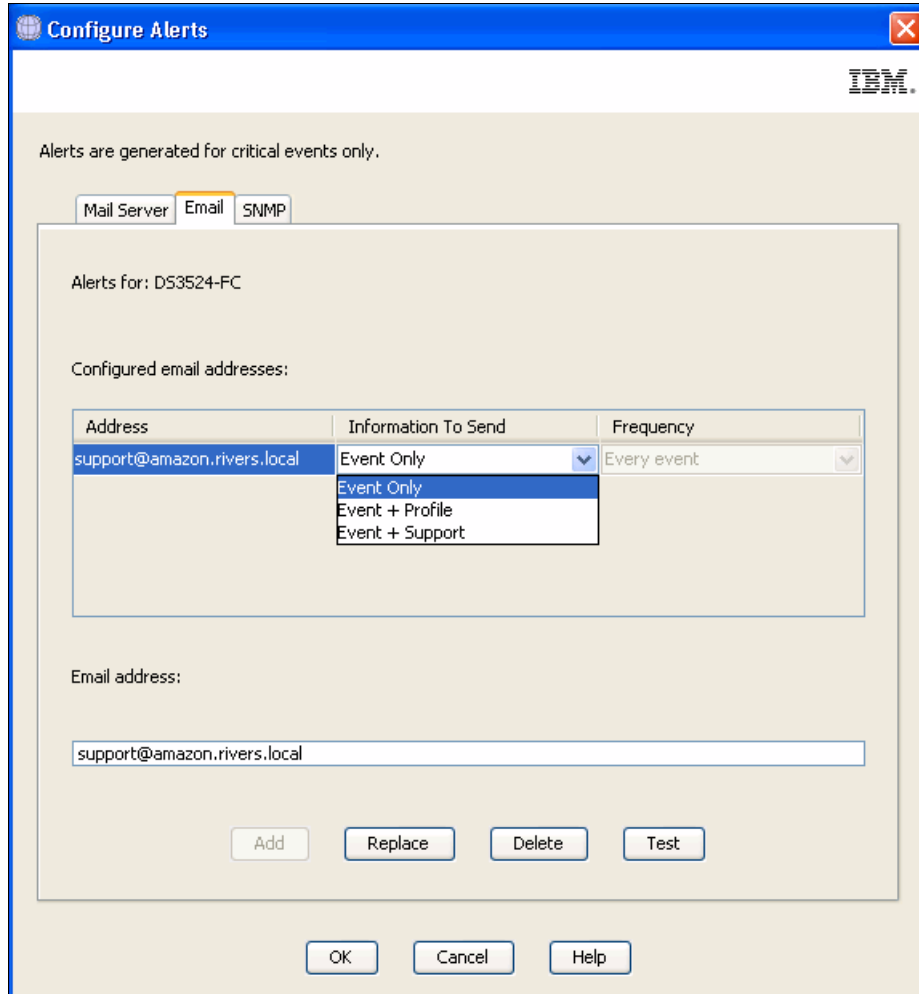 Configure Alerts
IBM.
Alerts are generated for critical events only.
Mail Server Email SNMP
Alerts for: DS3524-FC
Configured email addresses:
Address Information To Send Frequency
support@amazon.rivers.local Event Only Every event
Event Only
Event + Profile
Event + Support
Email address:
support@amazon.rivers.local
Add Replace Delete Test
OK Cancel Help